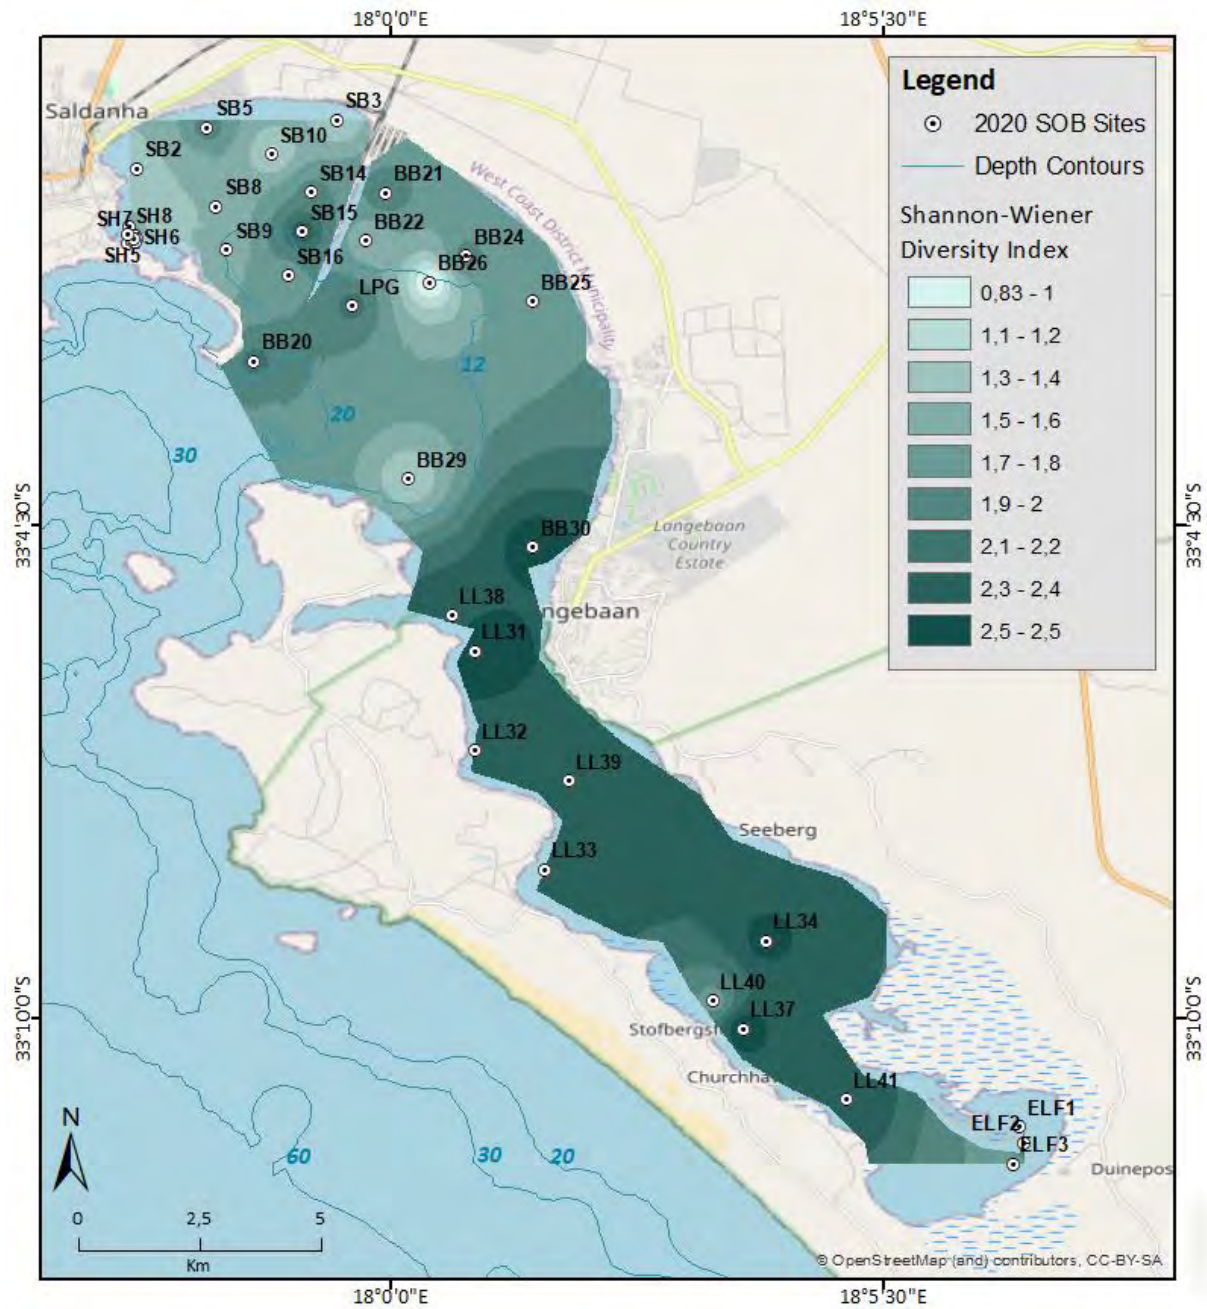 18°0'0"E
18°5'30"E
Legend
2020 SOB Sites
Depth Contours
Shannon-Wiener
Diversity Index
0,83 - 1
1,1 - 1,2
1,3 - 1,4
1,5 - 1,6
1,7 - 1,8
1,9 - 2
2,1 - 2,2
2,3 - 2,4
2,5 - 2,5
Saldanha
SB5
SB3
SB10
SB2
SB14
BB21
West Coast District Municipality
SB8
SH7
SH8
SB15
BB22
SH6
SB9
BB24
SH5
SB16
BB26
LPG
BB25
BB20
12
20
30
BB29
33°4'30"S
33°4'30"S
BB30
Langebaan
Country
Estate
LL38
ngebaan
LL31
LL32
LL39
Seeberg
LL33
LL34
LL40
33°10'0"S
33°10'0"S
LL37
Stofbergsf
Churchha
LL41
ELF1
ELF2
ELF3
Duinepos
60
30
20
N
0
2,5
5
Km
© OpenStreetMap (and) contributors, CC-BY-SA
18°0'0"E
18°5'30"E